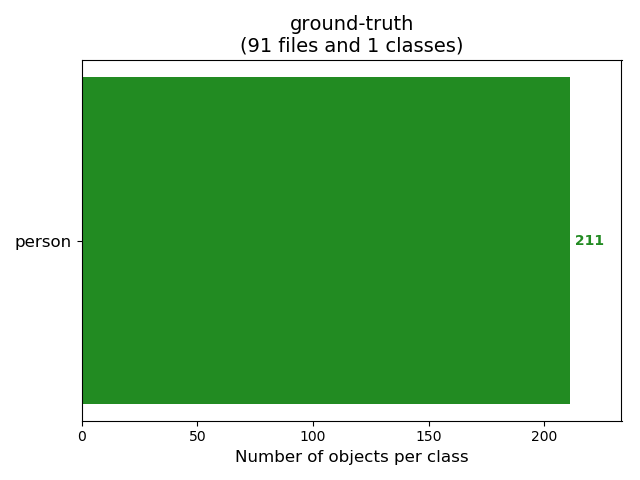 ground-truth
(91 files and 1 classes)
person
211
0 50 100 150 200
Number of objects per class